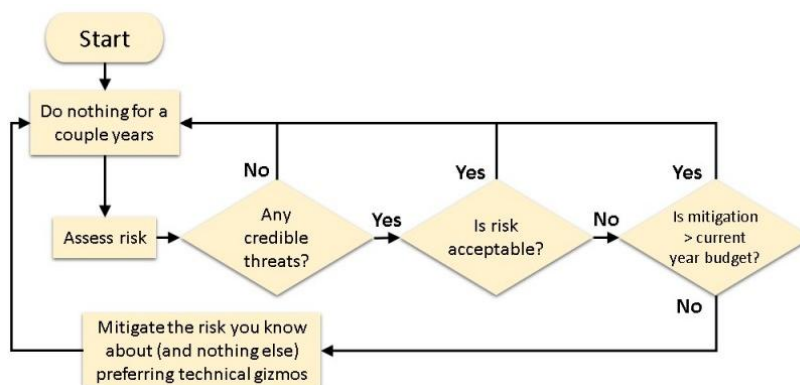 Start
Do nothing for a
couple years
No
Yes
Yes
Assess risk
Any
credible
threats?
Yes
Is risk
acceptable?
No
Is mitigation
> current
year budget?
No
Mitigate the risk you know
about (and nothing else)
preferring technical gizmos